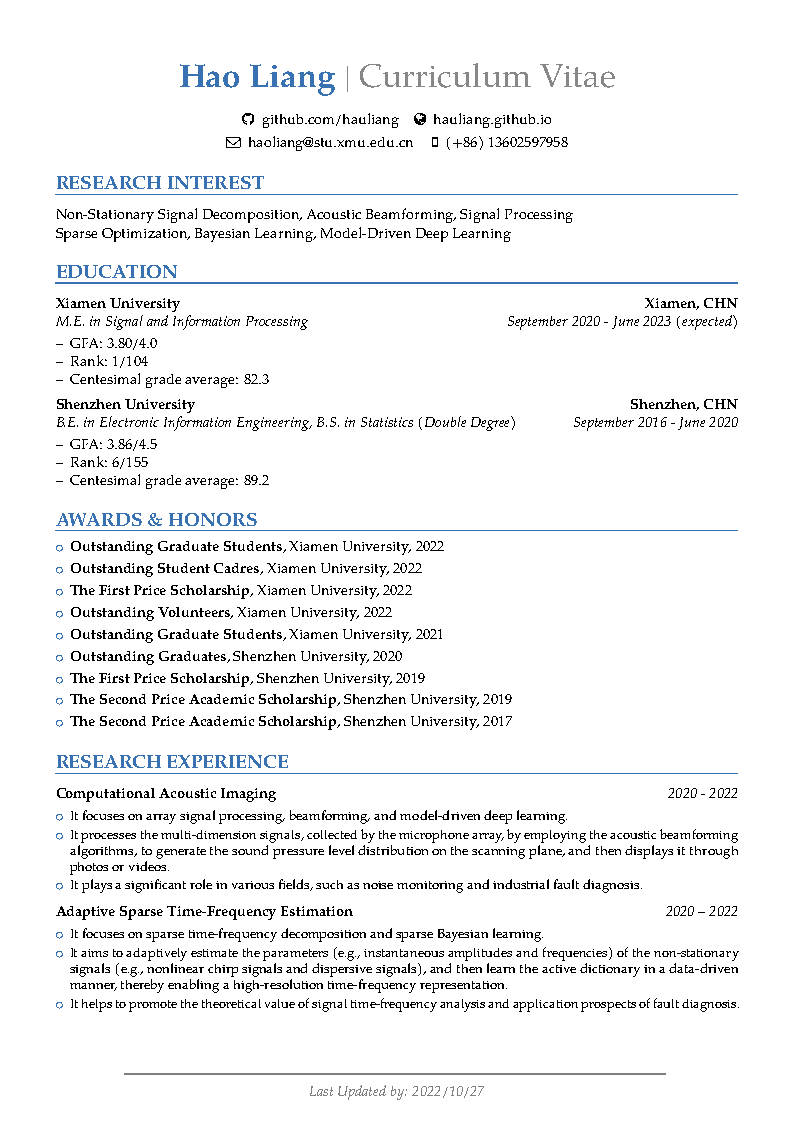 Hao Liang | Curriculum Vitae
github.com/hauliang hauliang.github.io
haoliang@stu.xmu.edu.cn (+86) 13602597958
RESEARCH INTEREST
Non-Stationary Signal Decomposition, Acoustic Beamforming, Signal Processing
Sparse Optimization, Bayesian Learning, Model-Driven Deep Learning
EDUCATION
Xiamen University Xiamen, CHN
M.E. in Signal and Information Processing September 2020 - June 2023 (expected)
– GPA: 3.80/4.0
– Rank: 1/104
– Centesimal grade average: 82.3
Shenzhen University Shenzhen, CHN
B.E. in Electronic Information Engineering, B.S. in Statistics (Double Degree) September 2016 - June 2020
– GPA: 3.86/4.5
– Rank: 6/155
– Centesimal grade average: 89.2
AWARDS & HONORS
Outstanding Graduate Students, Xiamen University, 2022
Outstanding Student Cadres, Xiamen University, 2022
The First Price Scholarship, Xiamen University, 2022
Outstanding Volunteers, Xiamen University, 2022
Outstanding Graduate Students, Xiamen University, 2021
Outstanding Graduates, Shenzhen University, 2020
The First Price Scholarship, Shenzhen University, 2019
The Second Price Academic Scholarship, Shenzhen University, 2019
The Second Price Academic Scholarship, Shenzhen University, 2017
RESEARCH EXPERIENCE
Computational Acoustic Imaging 2020 - 2022
It focuses on array signal processing, beamforming, and model-driven deep learning.
It processes the multi-dimension signals, collected by the microphone array, by employing the acoustic beamforming
algorithms, to generate the sound pressure level distribution on the scanning plane, and then displays it through
photos or videos.
It plays a significant role in various fields, such as noise monitoring and industrial fault diagnosis.
Adaptive Sparse Time-Frequency Estimation 2020 – 2022
It focuses on sparse time-frequency decomposition and sparse Bayesian learning.
It aims to adaptively estimate the parameters (e.g., instantaneous amplitudes and frequencies) of the non-stationary
signals (e.g., nonlinear chirp signals and dispersive signals), and then learn the active dictionary in a data-driven
manner, thereby enabling a high-resolution time-frequency representation.
It helps to promote the theoretical value of signal time-frequency analysis and application prospects of fault diagnosis.
Last Updated by: 2022/10/27